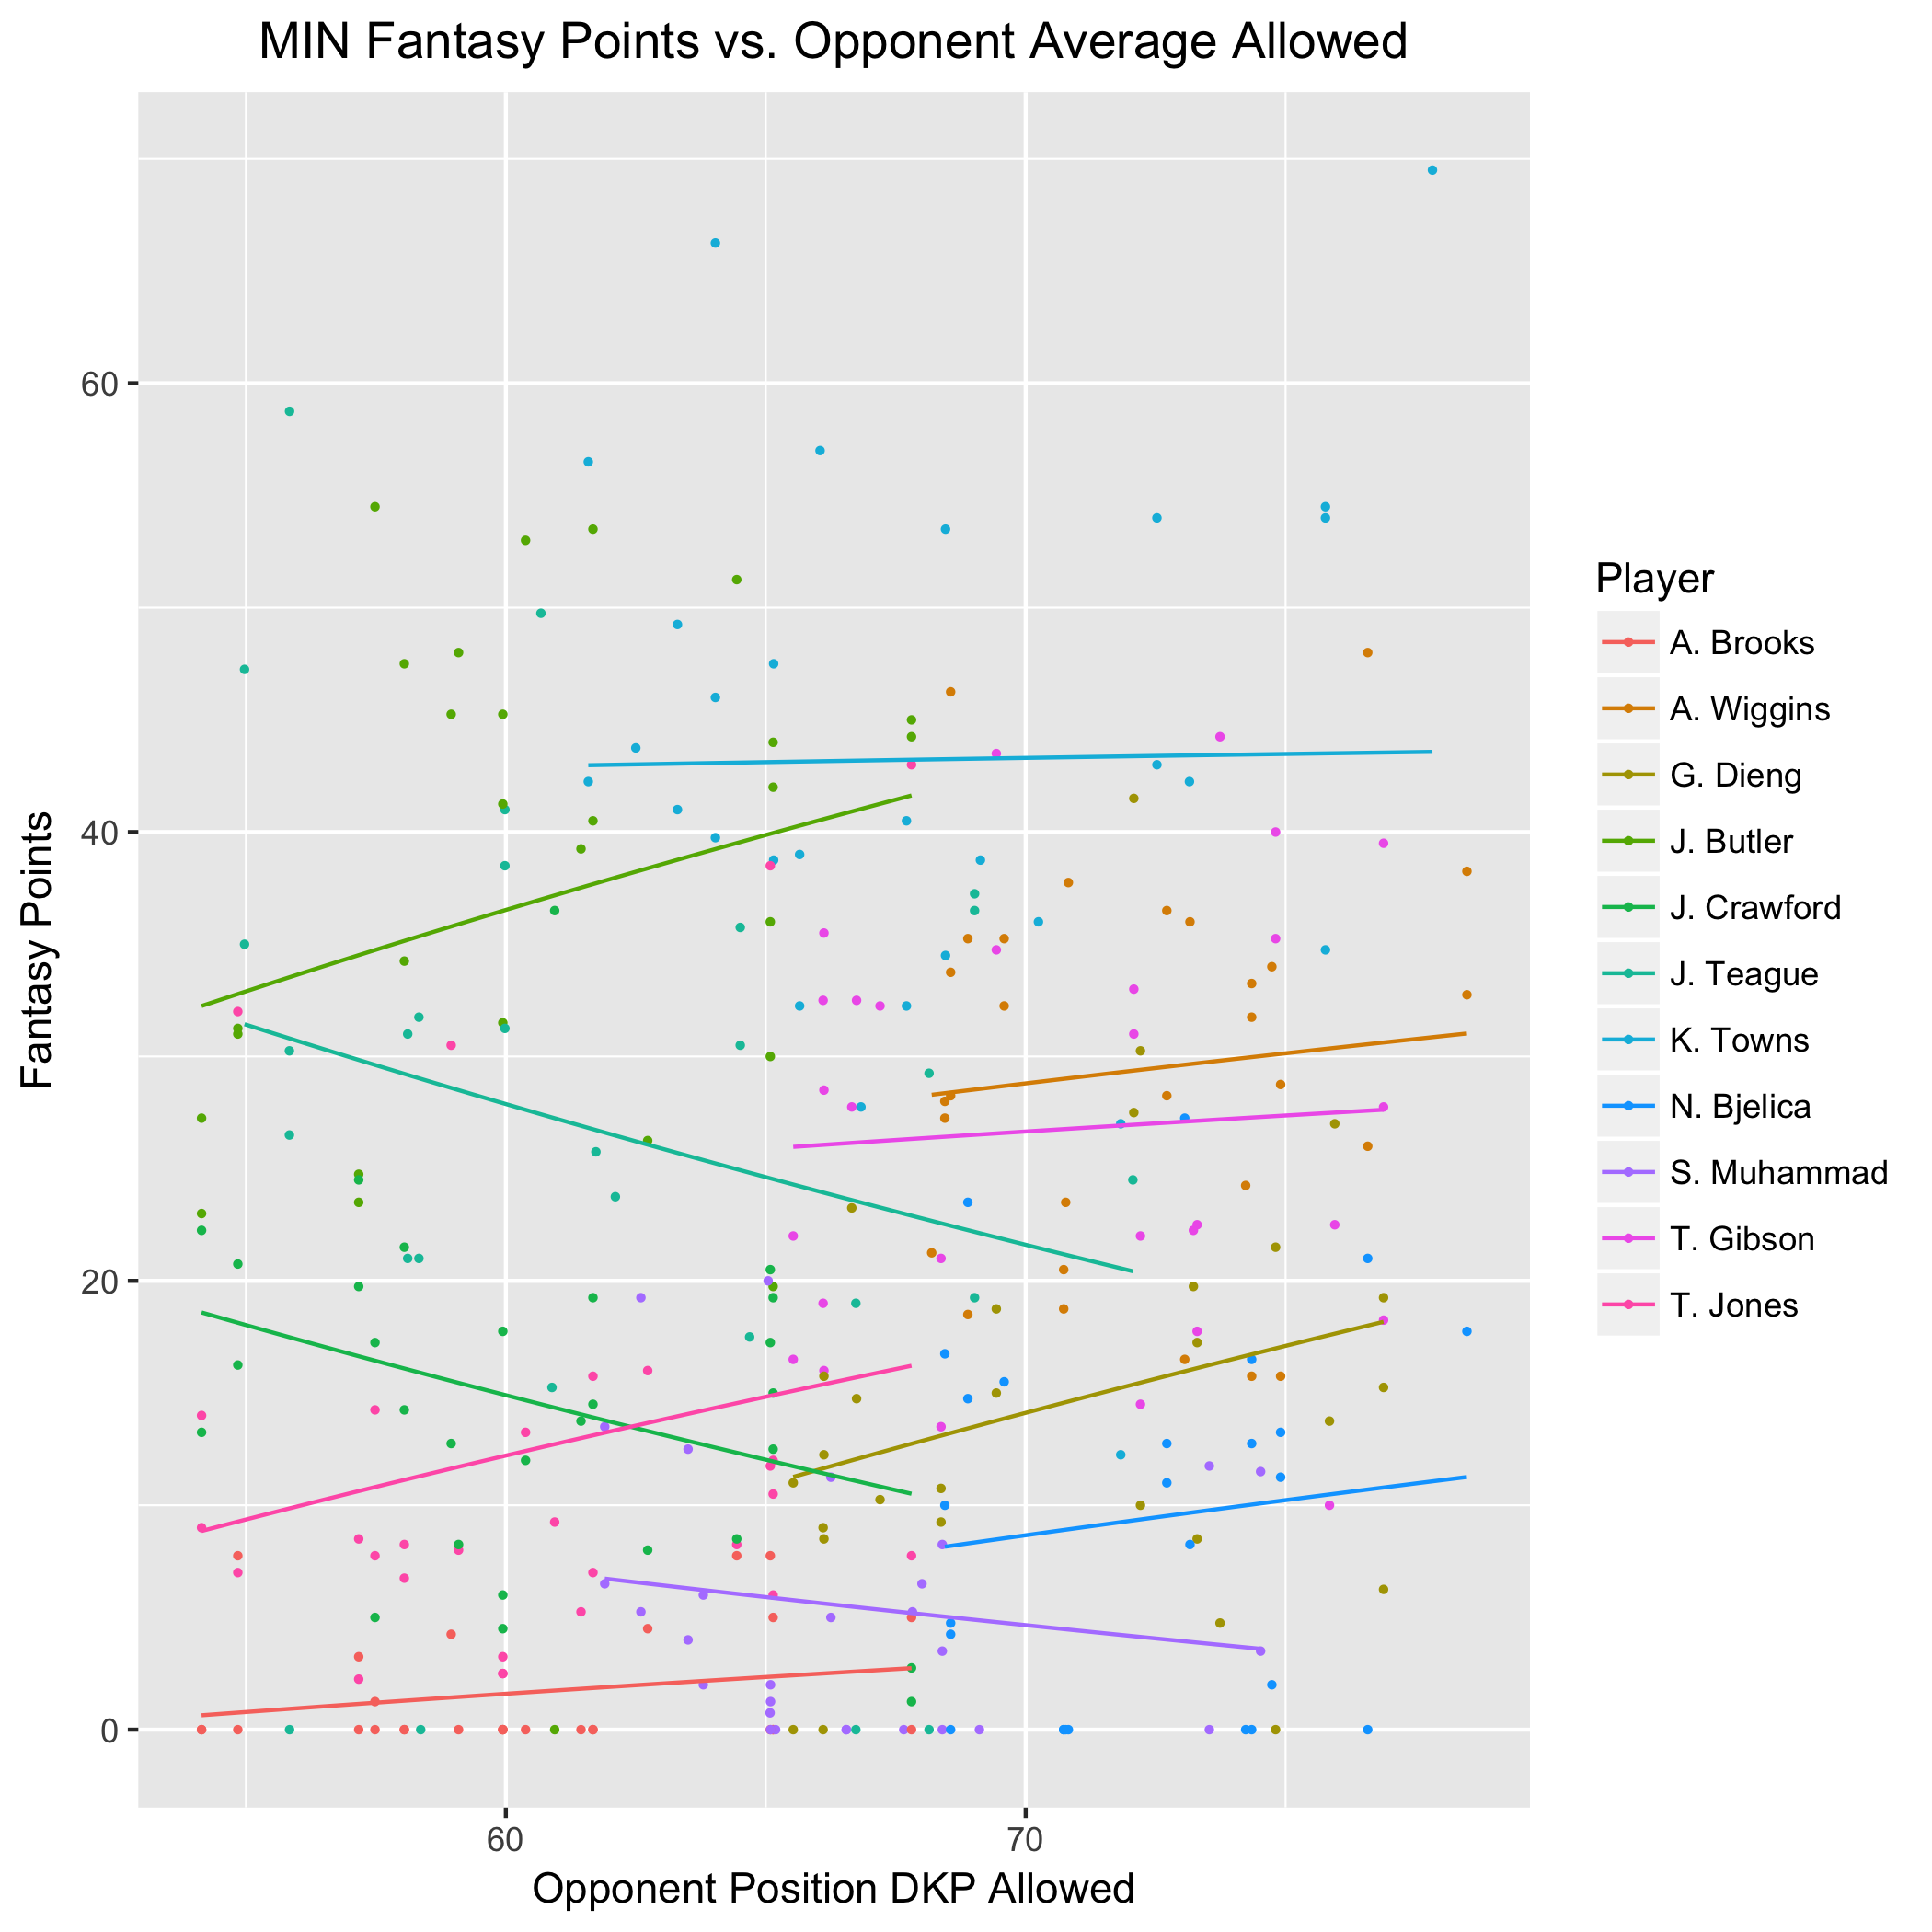 MIN Fantasy Points vs. Opponent Average Allowed
Fantasy Points
60
40
20
0
60
70
Opponent Position DKP Allowed
Player
A. Brooks
A. Wiggins
G. Dieng
J. Butler
J. Crawford
J. Teague
K. Towns
N. Bjelica
S. Muhammad
T. Gibson
T. Jones